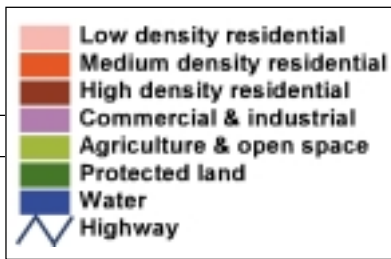 Low density residential
Medium density residential
High density residential
Commercial & industrial
Agriculture & open space
Protected land
Water
Highway